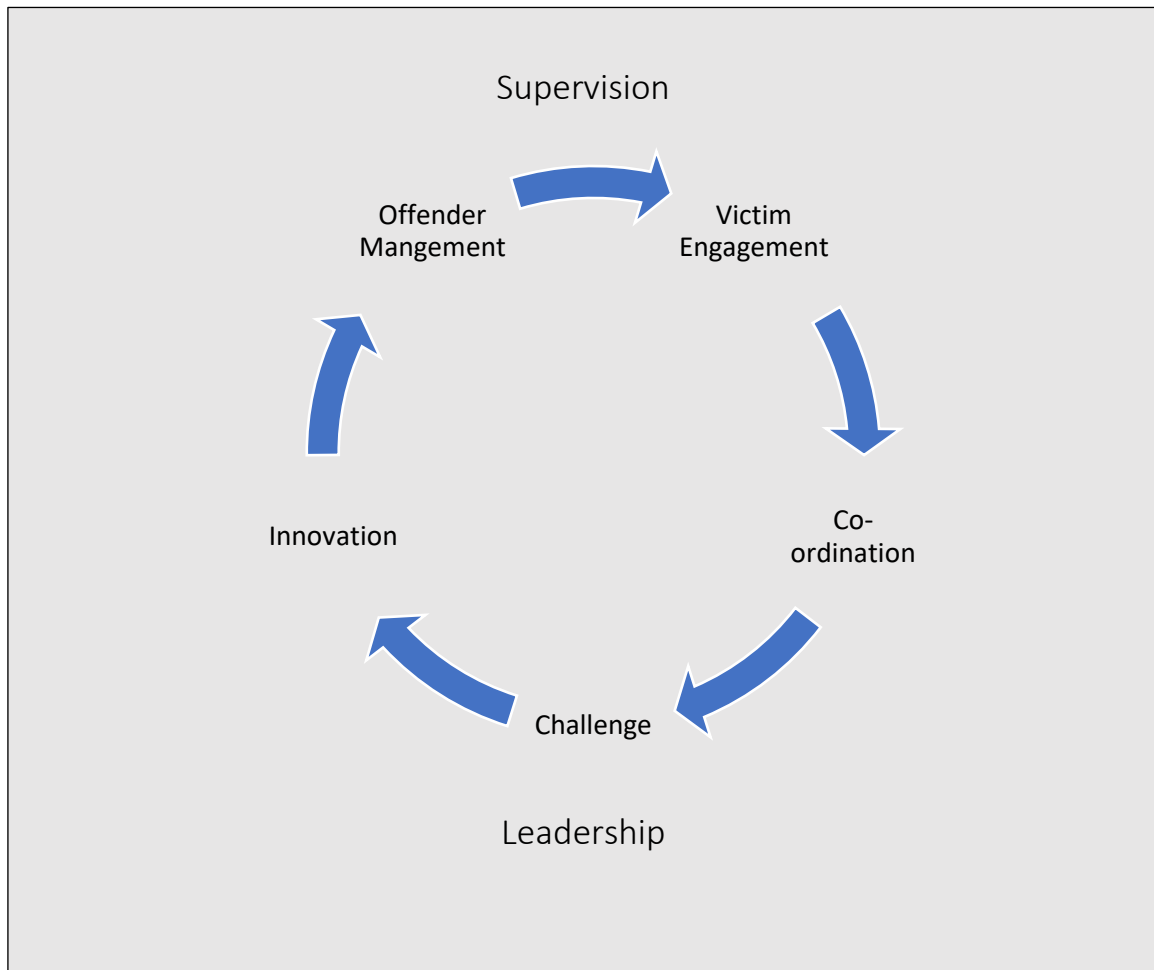 Supervision
Offender
Mangement
Victim
Engagement
Innovation
Co-
ordination
Challenge
Leadership